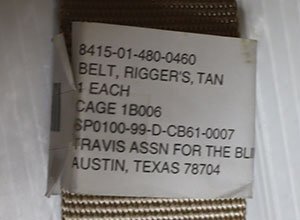 8415-01-480-0460
BELT, RIGGER'S, TAN
1 EACH
CAGE 1B006
SP0100-99-D-CB61-0007
TRAVIS ASSN FOR THE BLI
AUSTIN, TEXAS 78704